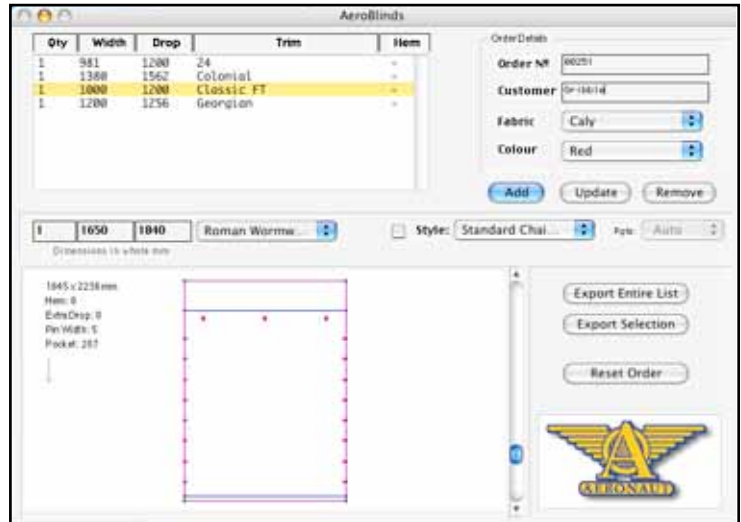 AeroBlinds
Qty Width Drop Trim Hem
1 981 1200 24 -
1 1380 1562 Colonial -
1 1000 1200 Classic FT -
1 1200 1256 Georgian -
Order Details
Order Nº 00251
Customer
Fabric Caly
Colour Red
Add Update Remove
1 1650 1840 Roman Wormw... Style: Standard Chai... Auto
Dimensions in whole mm
Hem: 0
Extra Drop: 0
Pin Width: 5
Pocket: 207
Export Entire List
Export Selection
Reset Order
A
AERONAUT